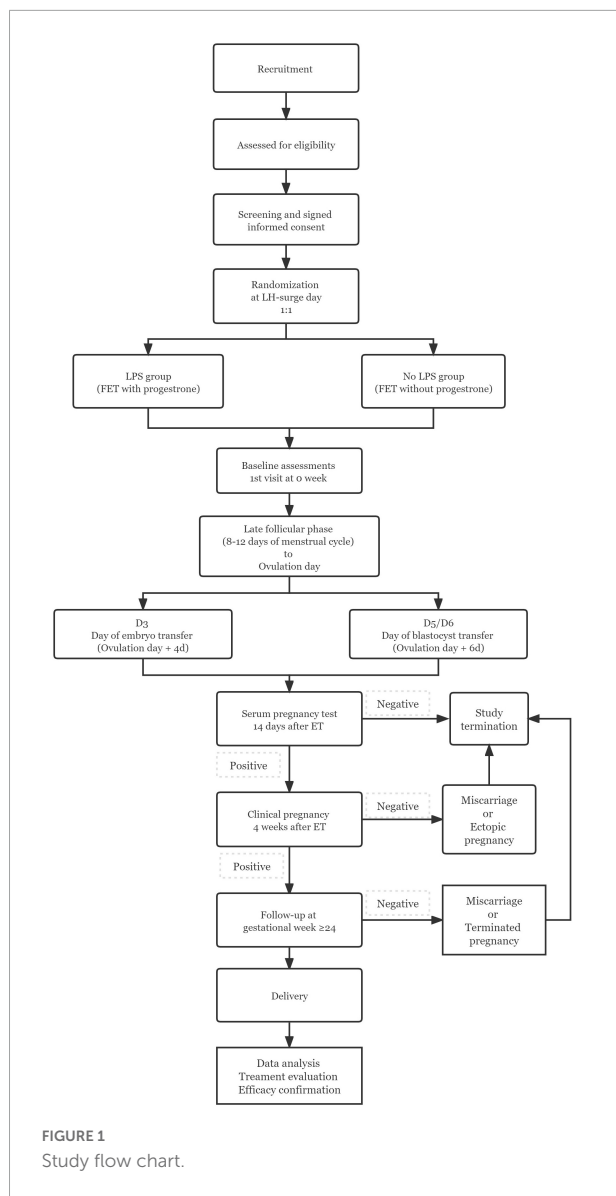 Recruitment
Assessed for eligibility
Screening and signed
informed consent
Randomization
at LH-surge day
1:1
LPS group
(FET with progestrone)
No LPS group
(FET without progestrone)
Baseline assessments
1st visit at 0 week
Late follicular phase
(8-12 days of menstrual cycle)
to
Ovulation day
D3
Day of embryo transfer
(Ovulation day + 4d)
D5/D6
Day of blastocyst transfer
(Ovulation day + 6d)
Serum pregnancy test
14 days after ET
Negative
Study
termination
Positive
Clinical pregnancy
4 weeks after ET
Negative
Miscarriage
or
Ectopic
pregnancy
Positive
Follow-up at
gestational week ≥24
Negative
Miscarriage
or
Terminated
pregnancy
Delivery
Data analysis
Treament evaluation
Efficacy confirmation
FIGURE 1
Study flow chart.